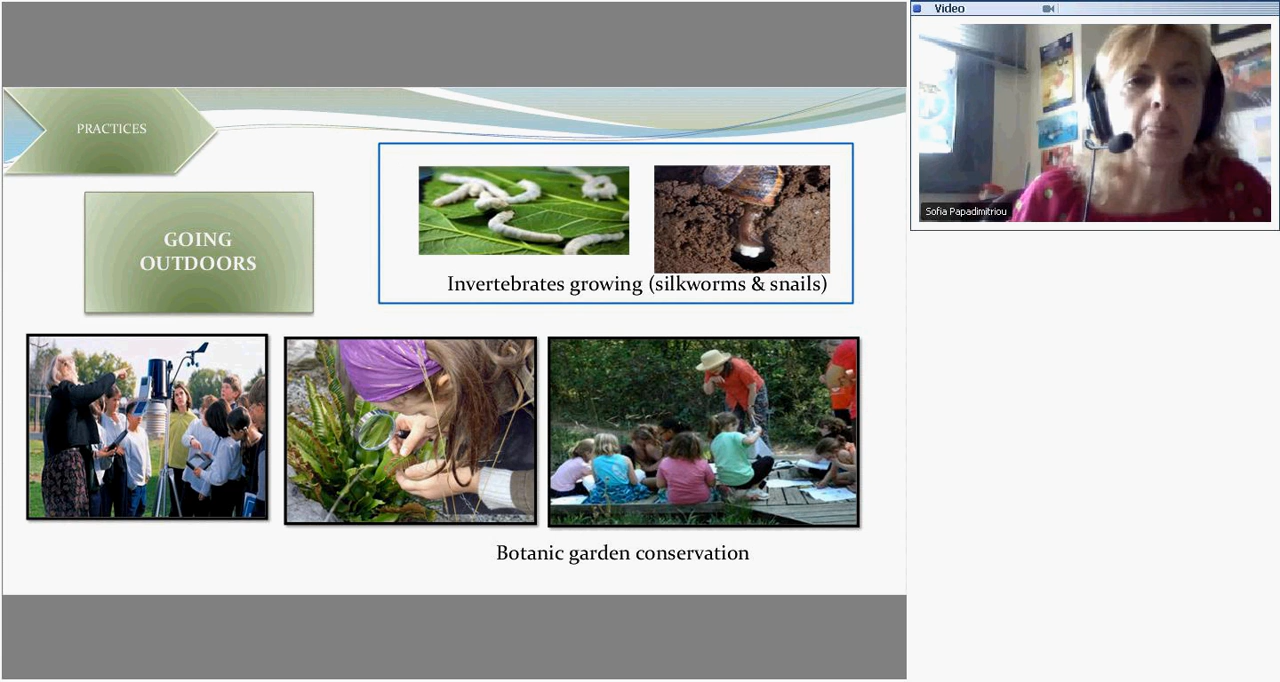 Video
PRACTICES
GOING
OUTDOORS
Invertebrates growing (silkworms & snails)
Botanic garden conservation
Sofia Papadimitriou